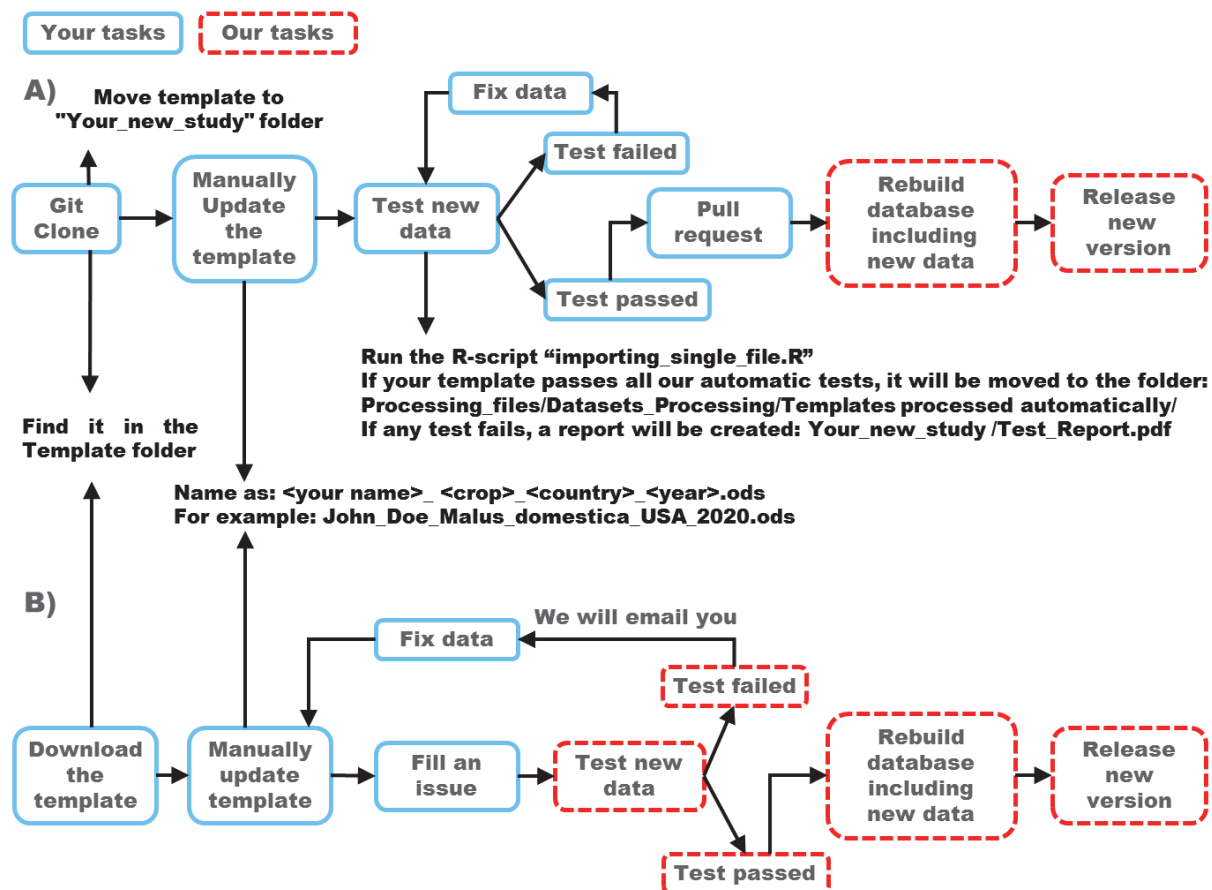 Your tasks
Our tasks
A)
Move template to
"Your_new_study" folder
Fix data
Test failed
Git
Clone
Manually
Update
the
template
Test new
data
Pull
request
Test passed
Rebuild
database
including
new data
Release
new
version
Run the R-script “importing_single_file.R”
If your template passes all our automatic tests, it will be moved to the folder:
Processing_files/Datasets_Processing/Templates processed automatically/
If any test fails, a report will be created: Your_new_study /Test_Report.pdf
Find it in the
Template folder
Name as: <your name>_ <crop>_<country>_<year>.ods
For example: John_Doe_Malus_domestica_USA_2020.ods
B)
We will email you
Fix data
Test failed
Download
the
template
Manually
update
template
Fill an
issue
Test new
data
Test passed
Rebuild
database
including
new data
Release
new
version